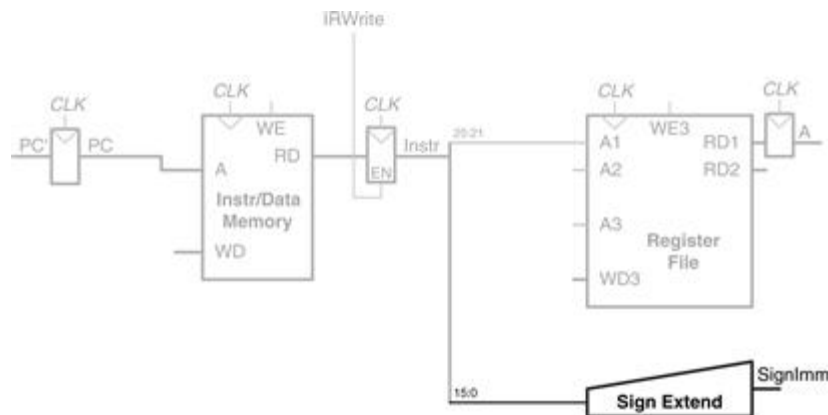 IRWrite
CLK
CLK
CLK
CLK
CLK
PC'
PC
WE
RD
A
Instr/Data
Memory
WD
EN
Instr
25:21
A1
WE3
RD1
A
A2
RD2
A3
Register
File
WD3
15:0
SignImm
Sign Extend